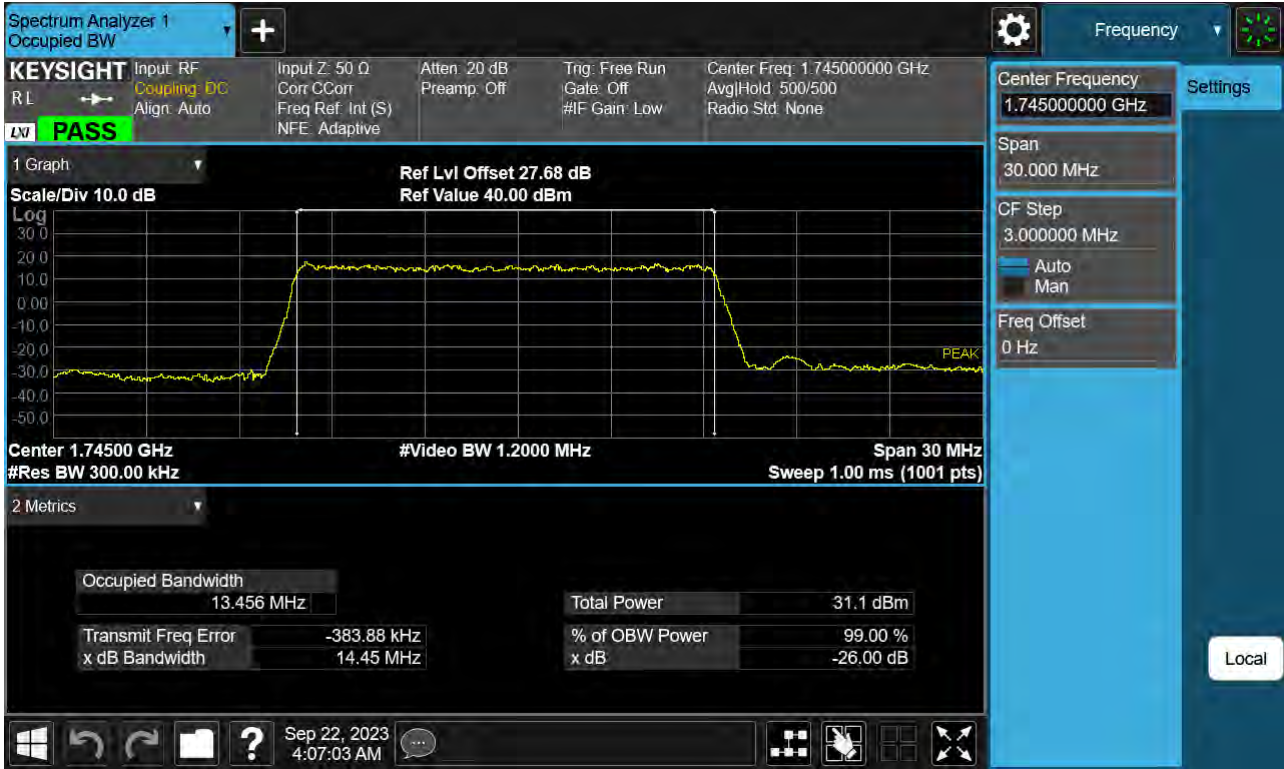 Spectrum Analyzer 1
Occupied BW
Frequency
KEYSIGHT
R L
LXI
PASS
Input: RF
Coupling: DC
Align: Auto
Input Z: 50 Ω
Corr CCorr
Freq Ref: Int (S)
NFE: Adaptive
Atten: 20 dB
Preamp: Off
Trig: Free Run
Gate: Off
#IF Gain: Low
Center Freq: 1.745000000 GHz
Avg|Hold: 500/500
Radio Std: None
Center Frequency
1.745000000 GHz
Settings
Span
30.000 MHz
CF Step
3.000000 MHz
Auto
Man
Freq Offset
0 Hz
Local
1 Graph
Scale/Div 10.0 dB
Ref Lvl Offset 27.68 dB
Ref Value 40.00 dBm
Log
30.0
20.0
10.0
0.00
-10.0
-20.0
-30.0
-40.0
-50.0
PEAK
Center 1.74500 GHz
#Video BW 1.2000 MHz
Span 30 MHz
#Res BW 300.00 kHz
Sweep 1.00 ms (1001 pts)
2 Metrics
Occupied Bandwidth
13.456 MHz
Total Power 31.1 dBm
Transmit Freq Error -383.88 kHz
% of OBW Power 99.00 %
x dB Bandwidth 14.45 MHz
x dB -26.00 dB
?
Sep 22, 2023
4:07:03 AM